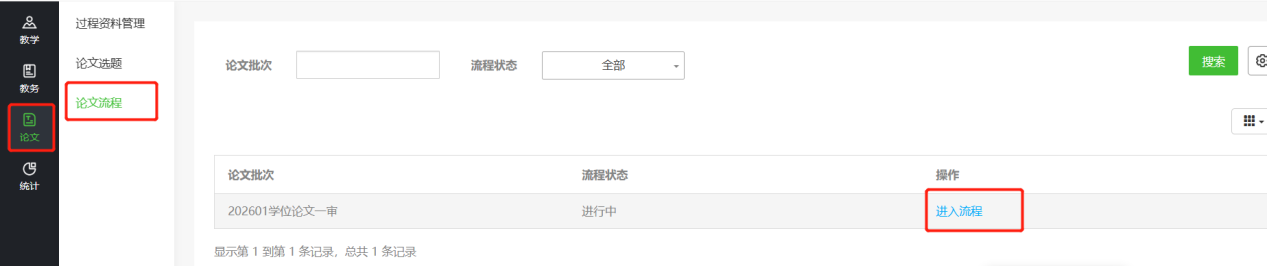 教学
教务
论文
统计
过程资料管理
论文选题
论文流程
论文批次 流程状态 全部 搜索
论文批次 流程状态 操作
202601学位论文一审 进行中 进入流程
显示第 1 到第 1 条记录，总共 1 条记录